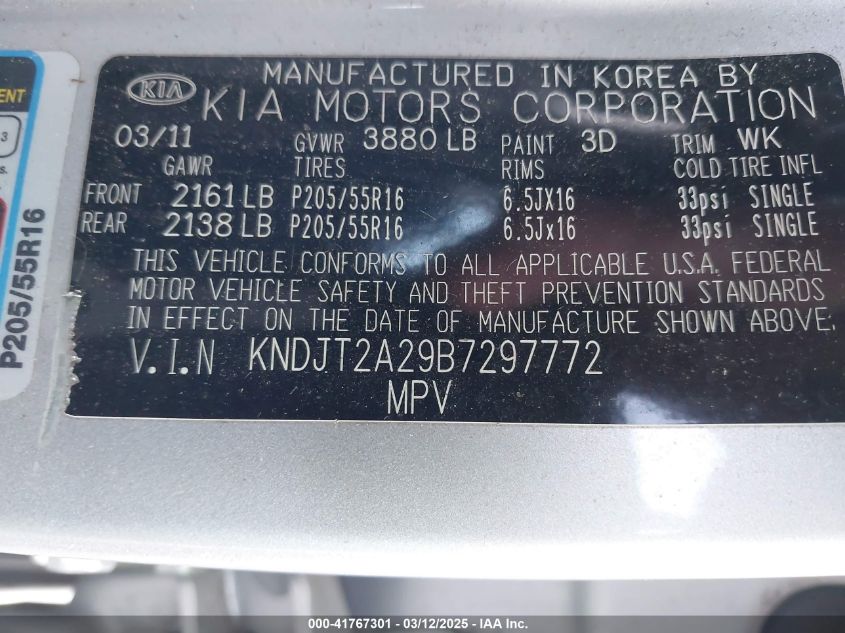 KIA
MANUFACTURED IN KOREA BY
KIA MOTORS CORPORATION
03/11 GVWR 3880 LB PAINT 3D TRIM WK
GAWR TIRES RIMS COLD TIRE INFL
FRONT 2161 LB P205/55R16 6.5JX16 33psi SINGLE
REAR 2138 LB P205/55R16 6.5Jx16 33psi SINGLE
THIS VEHICLE CONFORMS TO ALL APPLICABLE U.S.A. FEDERAL
MOTOR VEHICLE SAFETY AND THEFT PREVENTION STANDARDS
IN EFFECT ON THE DATE OF MANUFACTURE SHOWN ABOVE.
V.I.N KNDJT2A29B7297772
MPV
3
P205/55R16
000-41767301 - 03/12/2025 - IAA Inc.